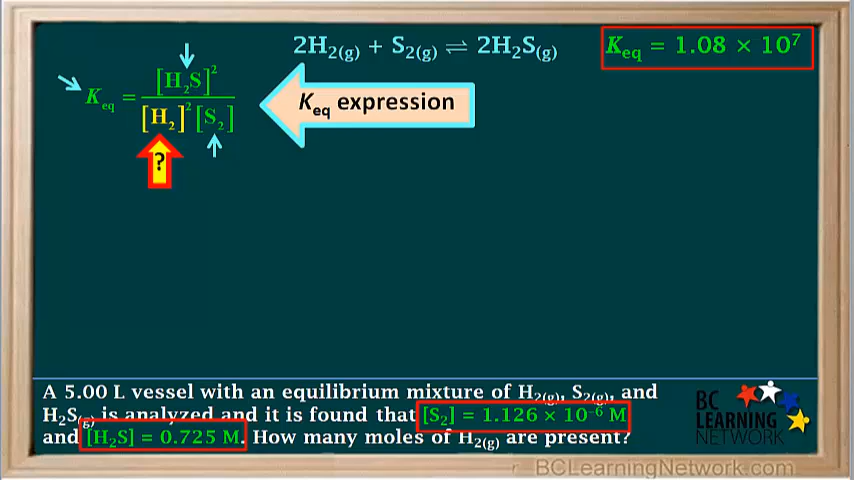 2H₂(g) + S₂(g) ⇌ 2H₂S(g)
Keq = 1.08 × 10⁷
Keq = [H₂S]² / [H₂]² [S₂]
Keq expression
?
A 5.00 L vessel with an equilibrium mixture of H₂(g), S₂(g), and
H₂S(g) is analyzed and it is found that [S₂] = 1.126 × 10⁻⁶ M
and [H₂S] = 0.725 M. How many moles of H₂(g) are present?
BC
LEARNING
NETWORK
BCLearningNetwork.com